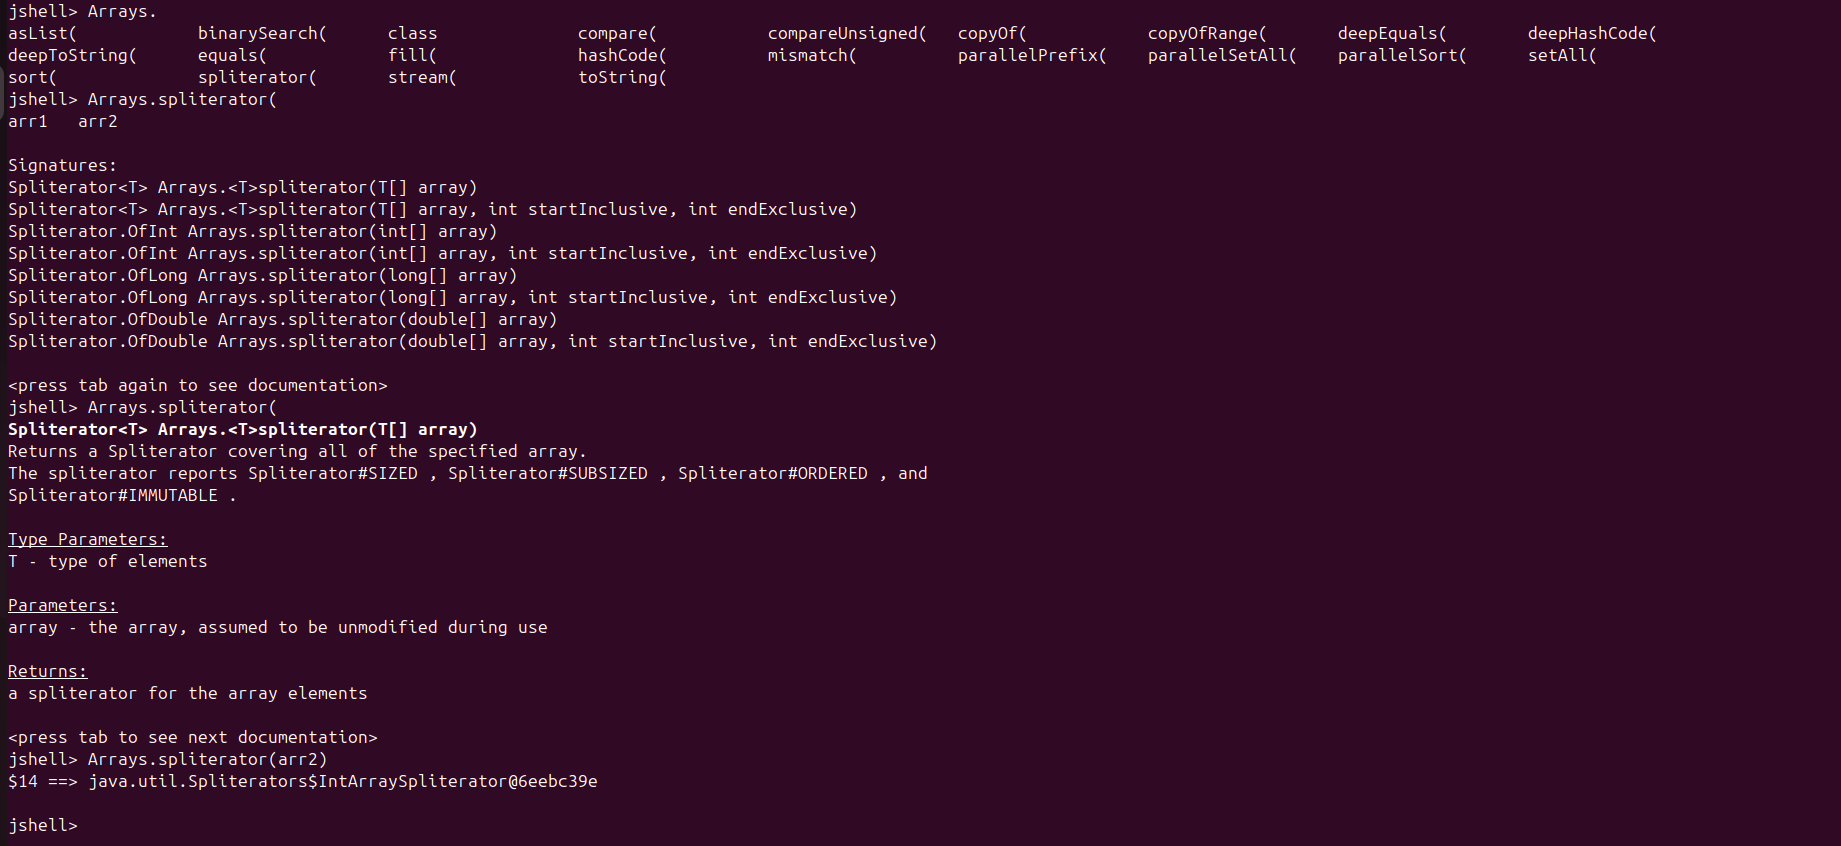 jshell> Arrays.
asList(            binarySearch(      class              compare(           compareUnsigned(   copyOf(            copyOfRange(       deepEquals(        deepHashCode(
deepToString(      equals(            fill(              hashCode(          mismatch(          parallelPrefix(    parallelSetAll(    parallelSort(      setAll(
sort(              spliterator(       stream(            toString(
jshell> Arrays.spliterator(
arr1   arr2
Signatures:
Spliterator<T> Arrays.<T>spliterator(T[] array)
Spliterator<T> Arrays.<T>spliterator(T[] array, int startInclusive, int endExclusive)
Spliterator.OfInt Arrays.spliterator(int[] array)
Spliterator.OfInt Arrays.spliterator(int[] array, int startInclusive, int endExclusive)
Spliterator.OfLong Arrays.spliterator(long[] array)
Spliterator.OfLong Arrays.spliterator(long[] array, int startInclusive, int endExclusive)
Spliterator.OfDouble Arrays.spliterator(double[] array)
Spliterator.OfDouble Arrays.spliterator(double[] array, int startInclusive, int endExclusive)
<press tab again to see documentation>
jshell> Arrays.spliterator(
Spliterator<T> Arrays.<T>spliterator(T[] array)
Returns a Spliterator covering all of the specified array.
The spliterator reports Spliterator#SIZED , Spliterator#SUBSIZED , Spliterator#ORDERED , and
Spliterator#IMMUTABLE .
Type Parameters:
T - type of elements
Parameters:
array - the array, assumed to be unmodified during use
Returns:
a spliterator for the array elements
<press tab to see next documentation>
jshell> Arrays.spliterator(arr2)
$14 ==> java.util.Spliterators$IntArraySpliterator@6eebc39e
jshell>